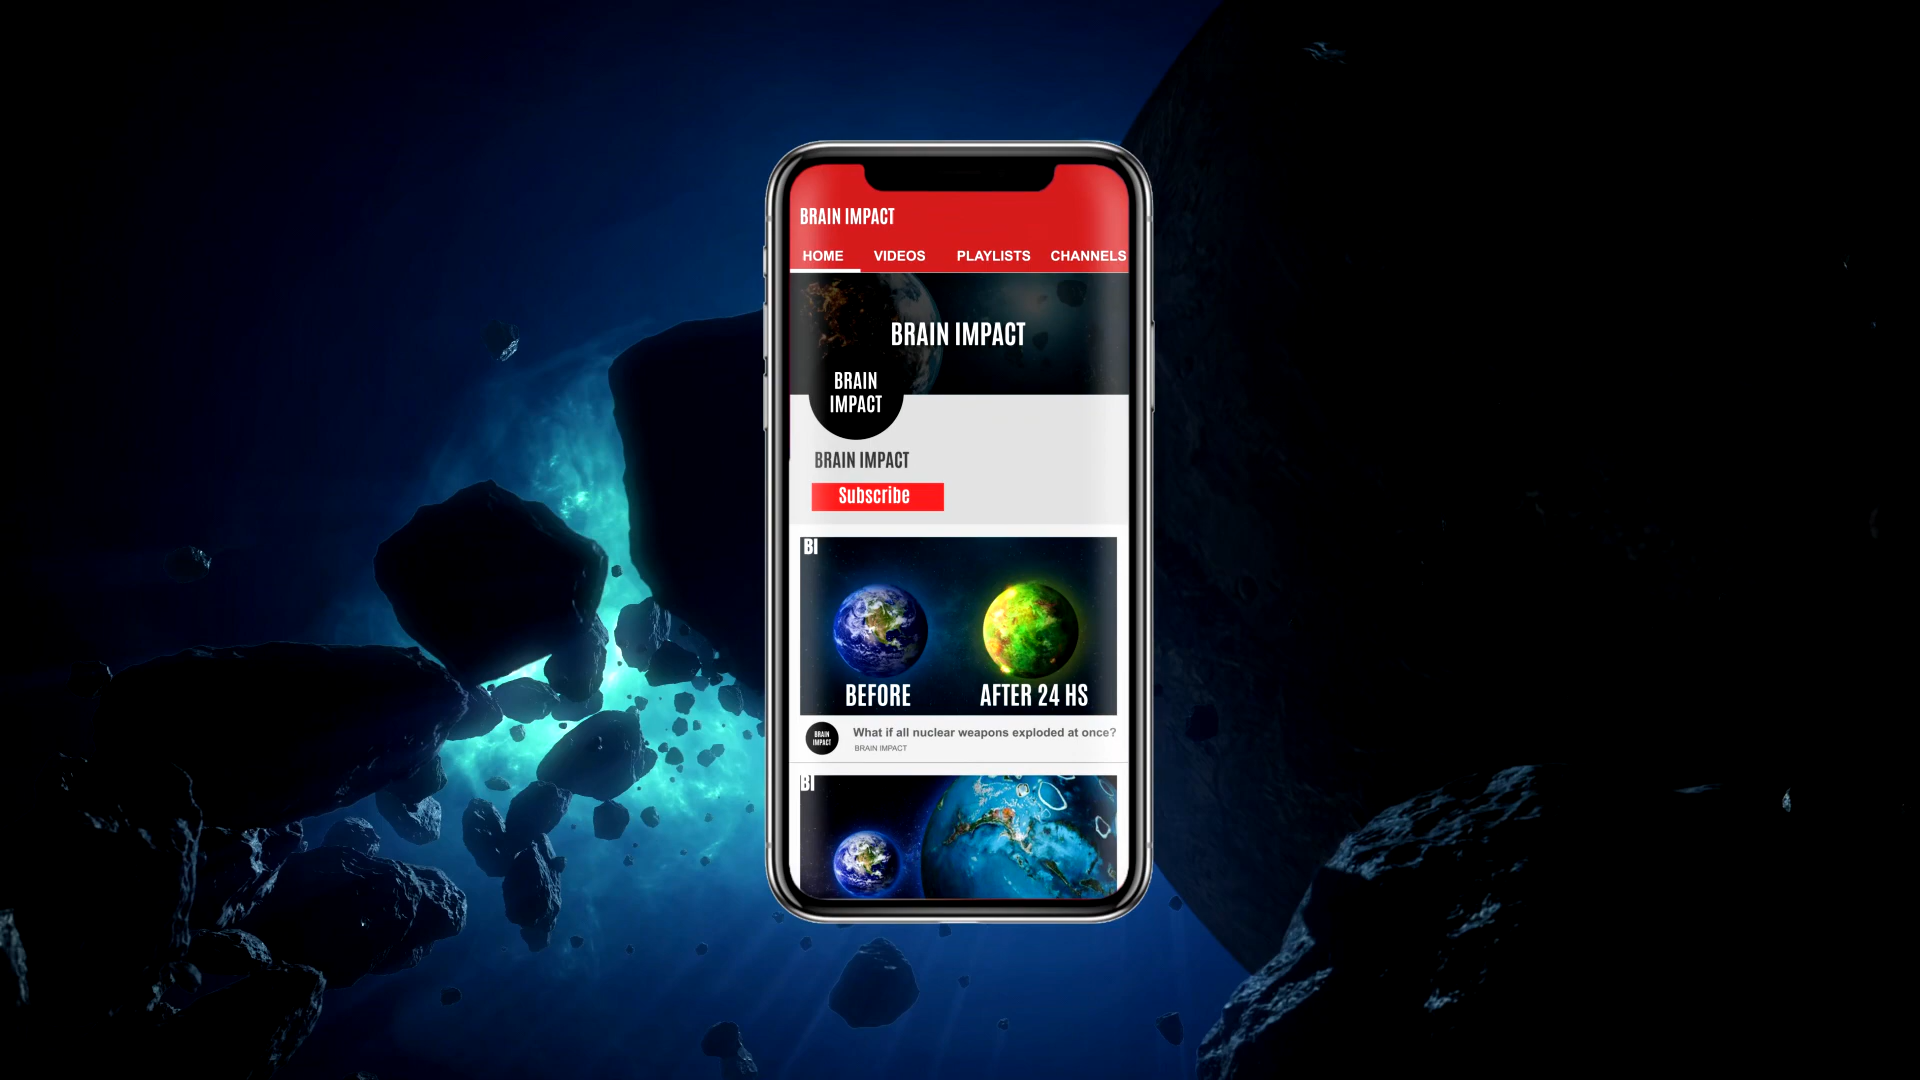 BRAIN IMPACT
HOME VIDEOS PLAYLISTS CHANNELS
BRAIN IMPACT
BRAIN
IMPACT
BRAIN IMPACT
Subscribe
BI
BEFORE AFTER 24 HS
BRAIN
IMPACT
What if all nuclear weapons exploded at once?
BRAIN IMPACT
BI